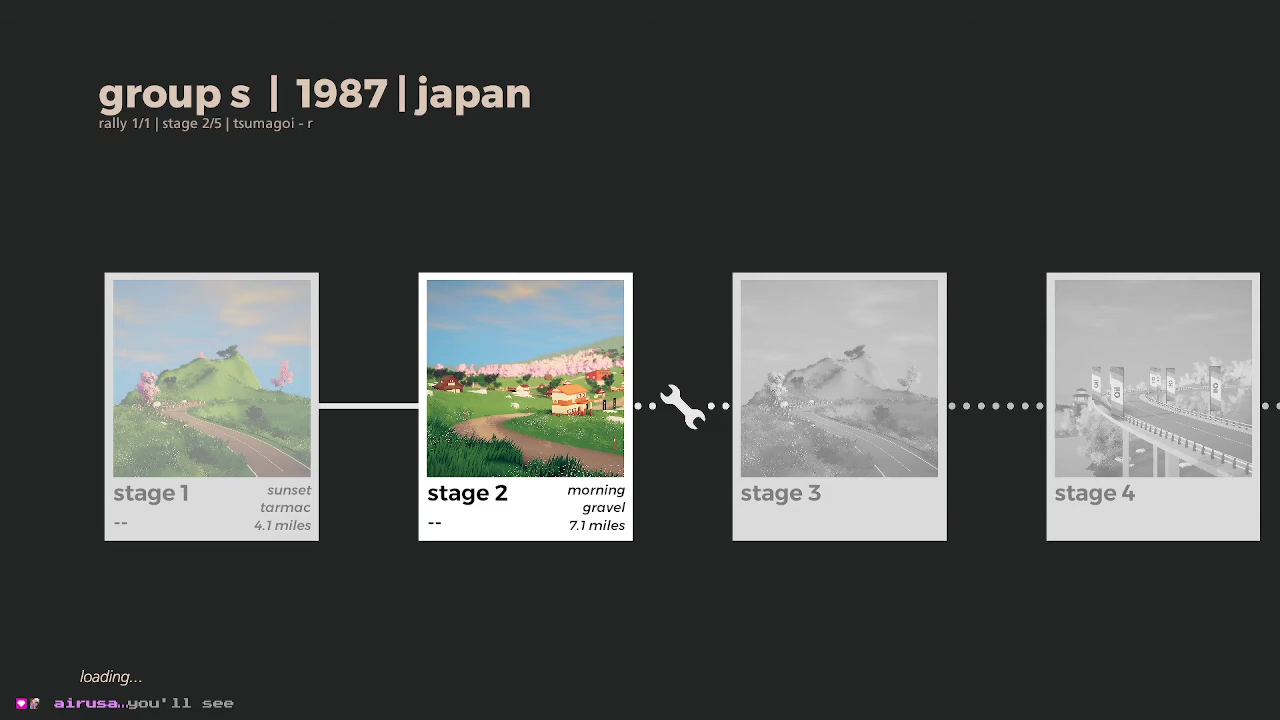 group s | 1987 | japan
rally 1/1 | stage 2/5 | tsumagoi - r
stage 1
sunset
tarmac
--
4.1 miles
stage 2
morning
gravel
--
7.1 miles
stage 3
stage 4
loading...
airusa...you'll see